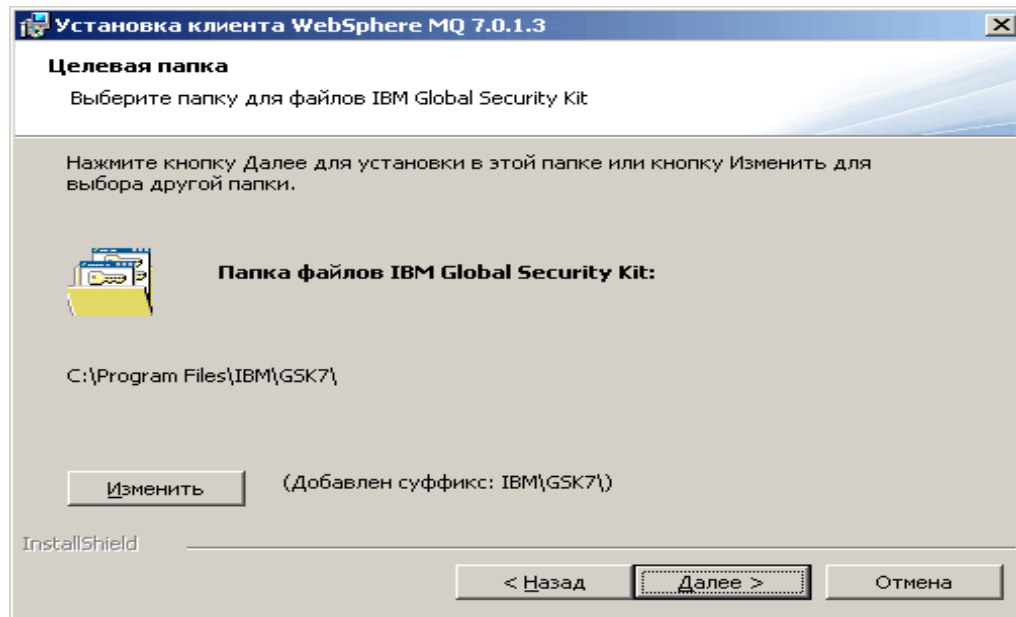 Установка клиента WebSphere MQ 7.0.1.3
Целевая папка
Выберите папку для файлов IBM Global Security Kit
Нажмите кнопку Далее для установки в этой папке или кнопку Изменить для
выбора другой папки.
Папка файлов IBM Global Security Kit:
C:\Program Files\IBM\GSK7\
Изменить
(Добавлен суффикс: IBM\GSK7\)
InstallShield
< Назад
Далее >
Отмена